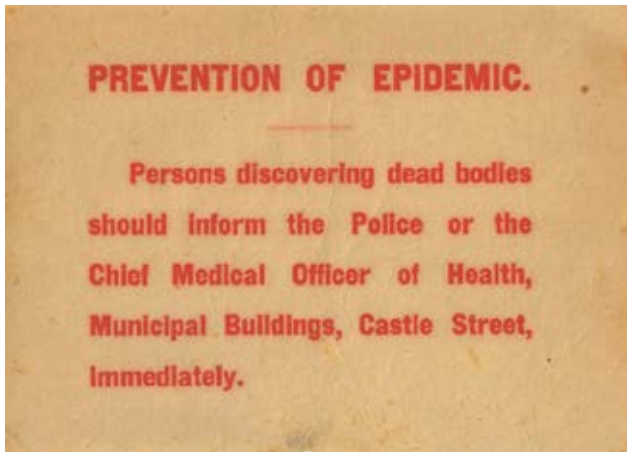 PREVENTION OF EPIDEMIC.
Persons discovering dead bodies
should inform the Police or the
Chief Medical Officer of Health,
Municipal Buildings, Castle Street,
immediately.